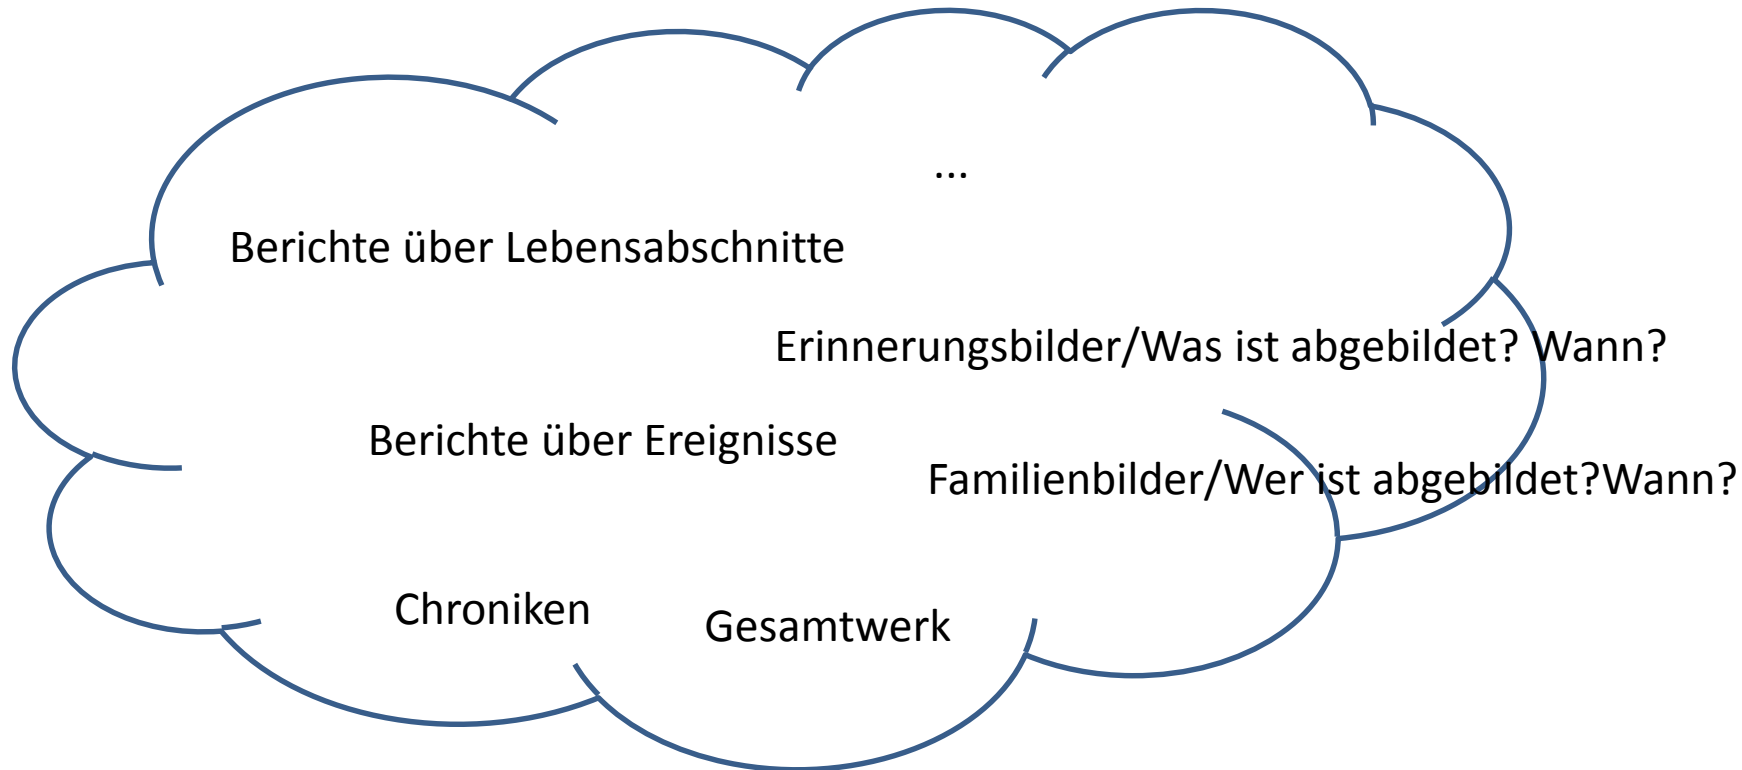 ...
Berichte über Lebensabschnitte
Erinnerungsbilder/Was ist abgebildet? Wann?
Berichte über Ereignisse
Familienbilder/Wer ist abgebildet?Wann?
Chroniken
Gesamtwerk